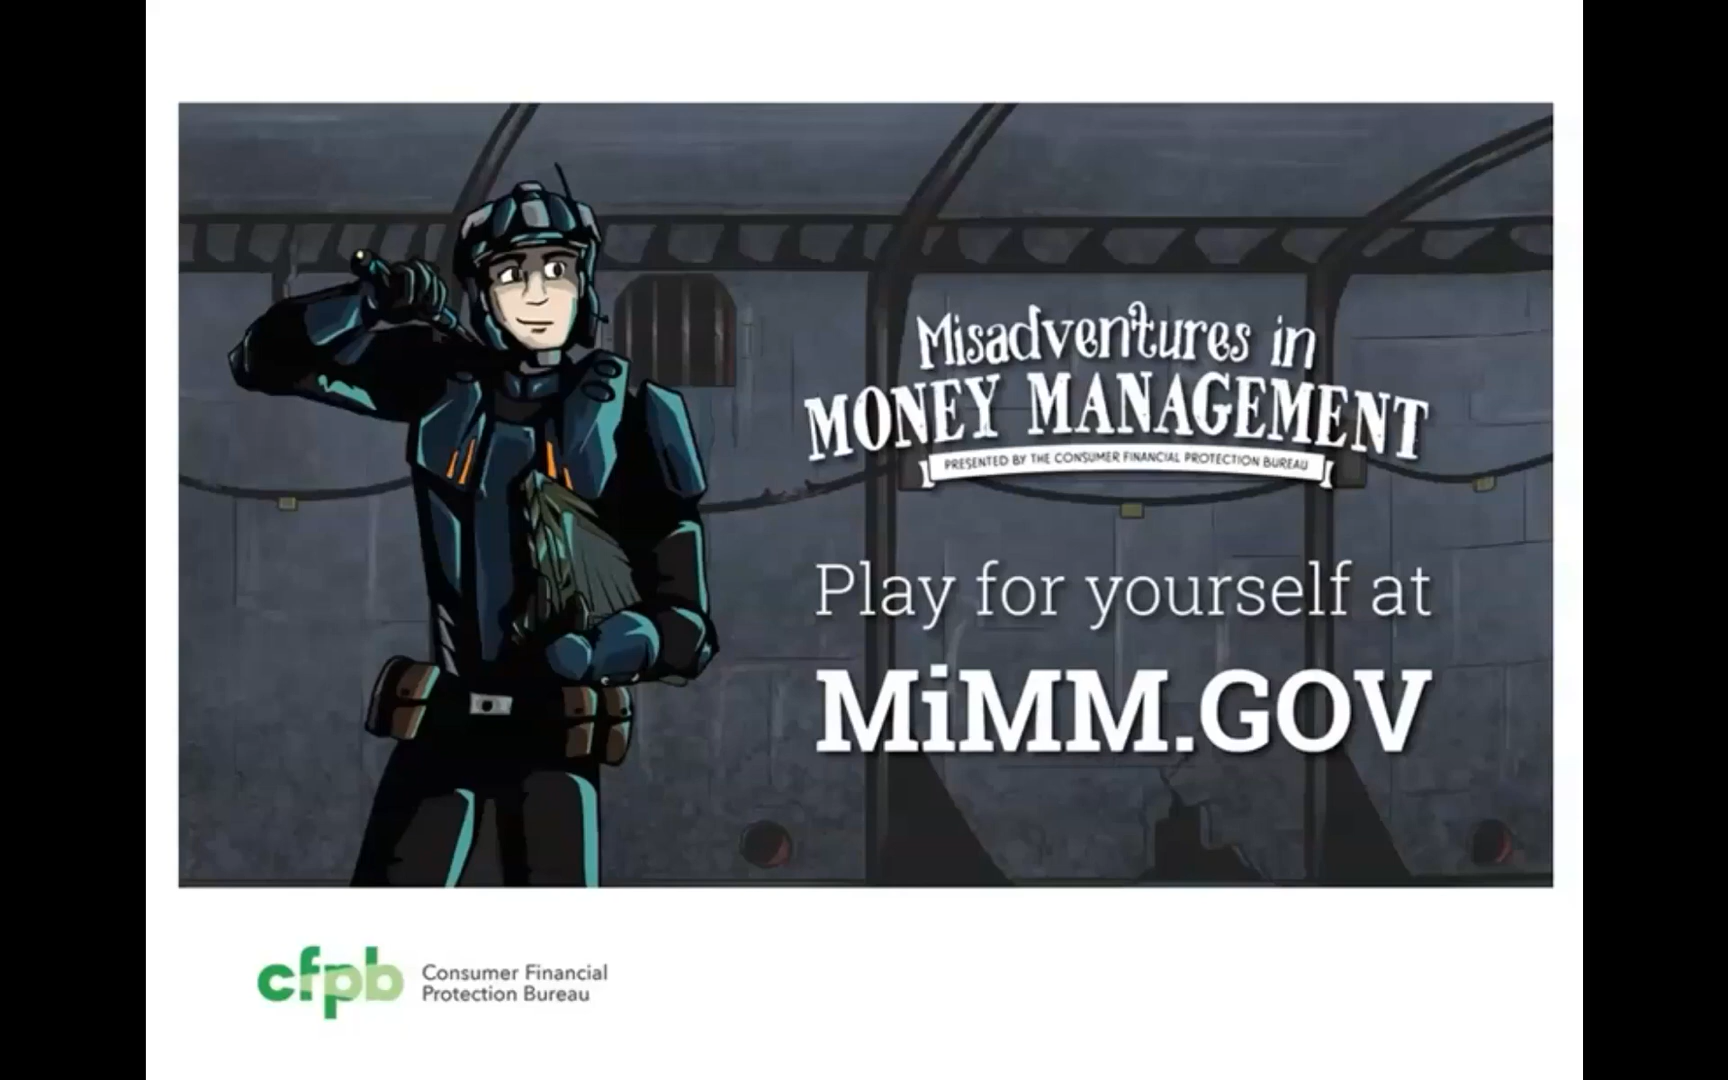 Misadventures in
MONEY MANAGEMENT
PRESENTED BY THE CONSUMER FINANCIAL PROTECTION BUREAU
Play for yourself at
MiMM.GOV
cfpb
Consumer Financial
Protection Bureau